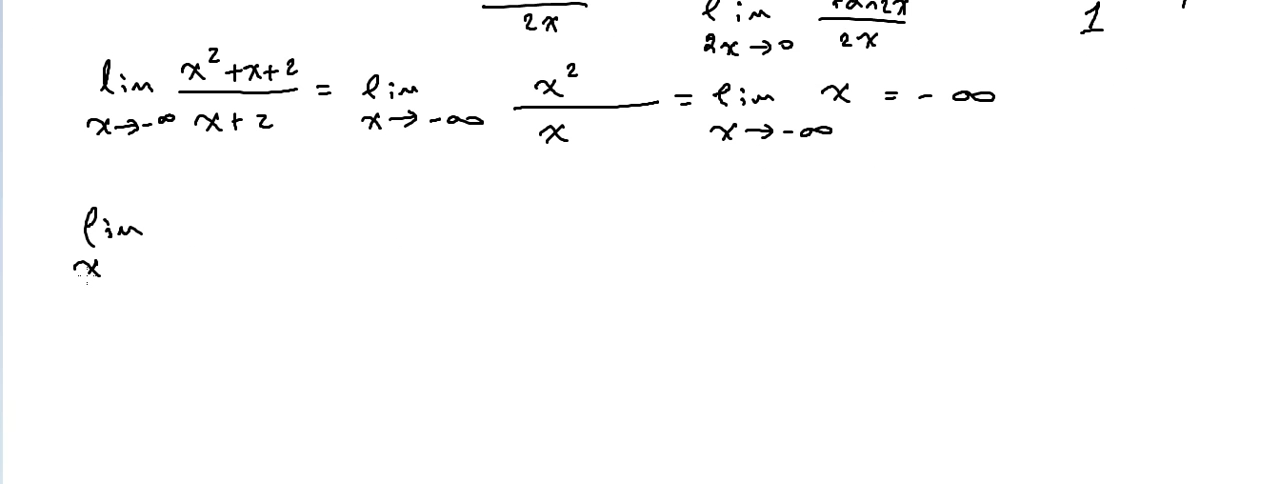 2x lim tan2x 1
2x→0 2x
lim x²+x+2 = lim x² = lim x = - ∞
x→-∞ x+2 x→-∞ x x→-∞
lim
x